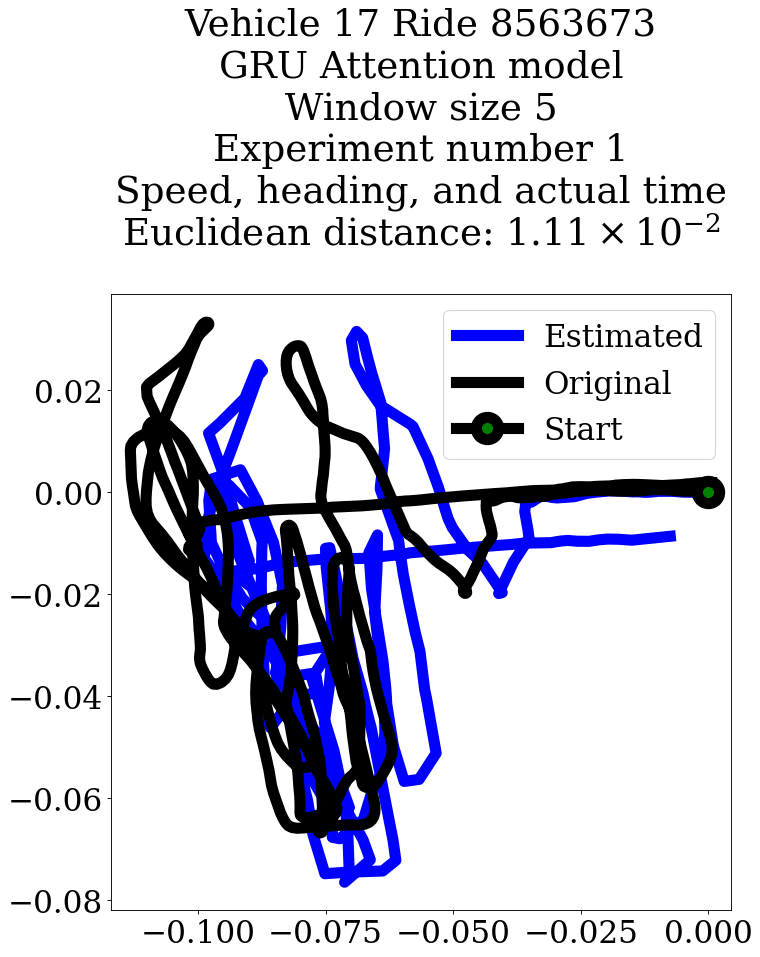 Vehicle 17 Ride 8563673
GRU Attention model
Window size 5
Experiment number 1
Speed, heading, and actual time
Euclidean distance: 1.11 × 10⁻²
Estimated
Original
Start
0.02
0.00
−0.02
−0.04
−0.06
−0.08
−0.100 −0.075 −0.050 −0.025 0.000